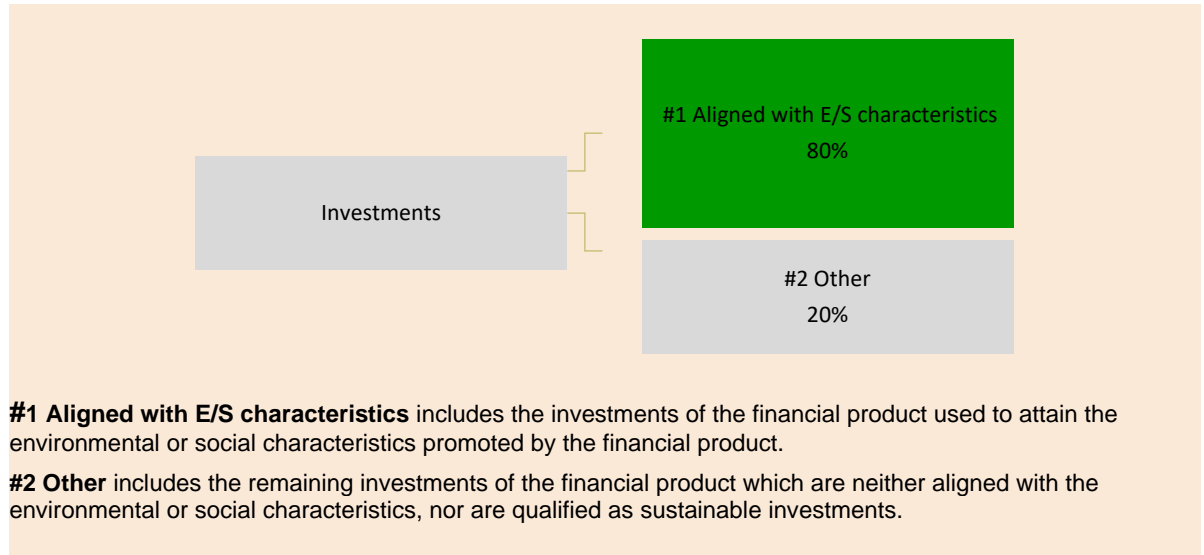 #1 Aligned with E/S characteristics
80%
Investments
#2 Other
20%
#1 Aligned with E/S characteristics includes the investments of the financial product used to attain the
environmental or social characteristics promoted by the financial product.
#2 Other includes the remaining investments of the financial product which are neither aligned with the
environmental or social characteristics, nor are qualified as sustainable investments.